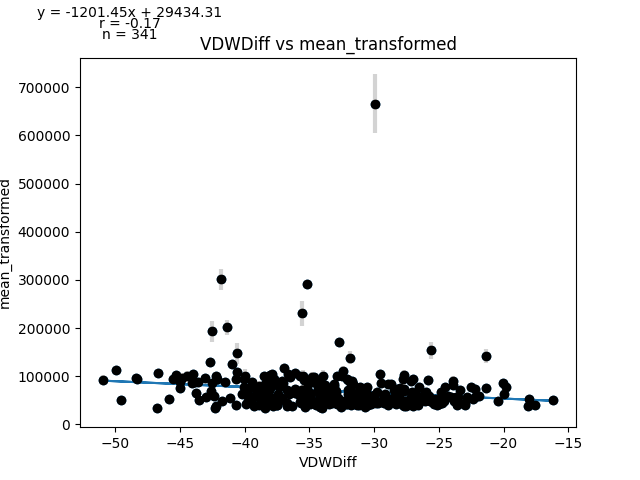 y = -1201.45x + 29434.31
r = -0.17
n = 341
VDWDiff vs mean_transformed
mean_transformed
700000
600000
500000
400000
300000
200000
100000
0
−50
−45
−40
−35
−30
−25
−20
−15
VDWDiff